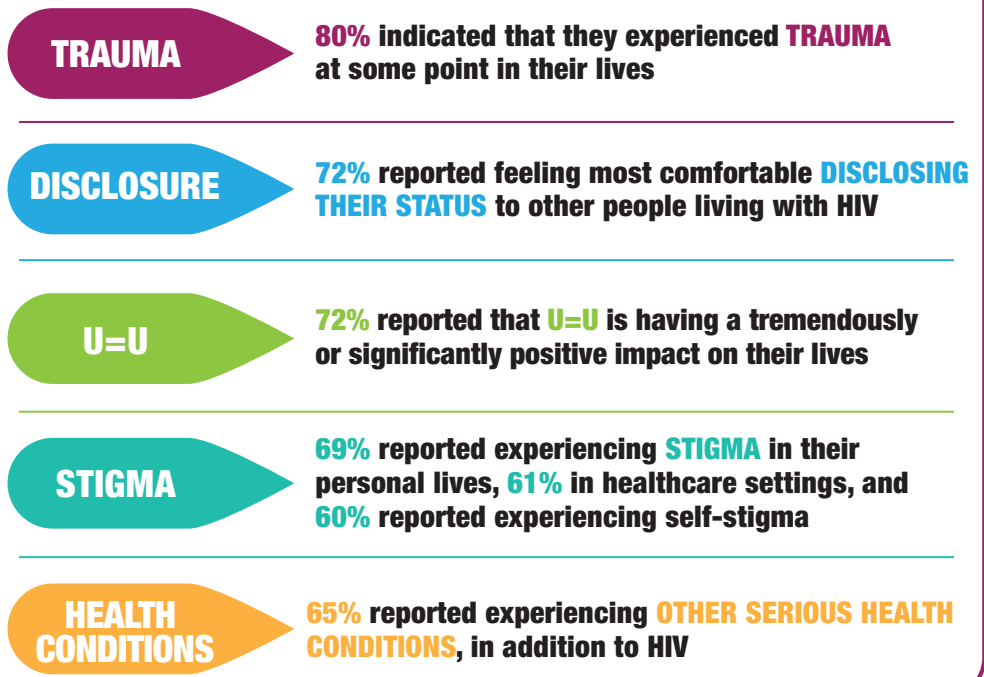 TRAUMA
80% indicated that they experienced TRAUMA
at some point in their lives
DISCLOSURE
72% reported feeling most comfortable DISCLOSING
THEIR STATUS to other people living with HIV
U=U
72% reported that U=U is having a tremendously
or significantly positive impact on their lives
STIGMA
69% reported experiencing STIGMA in their
personal lives, 61% in healthcare settings, and
60% reported experiencing self-stigma
HEALTH
CONDITIONS
65% reported experiencing OTHER SERIOUS HEALTH
CONDITIONS, in addition to HIV